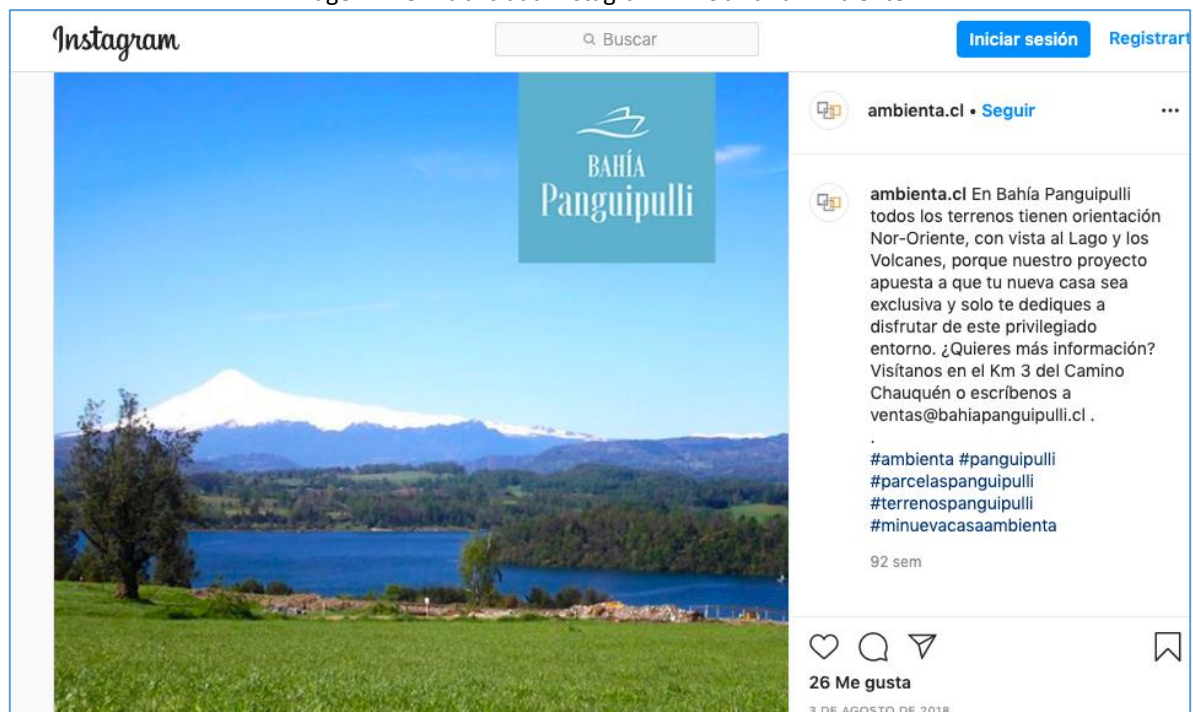 Instagram
Buscar
Iniciar sesión
Registrart
BAHÍA
Panguipulli
ambienta.cl • Seguir
ambienta.cl En Bahía Panguipulli
todos los terrenos tienen orientación
Nor-Oriente, con vista al Lago y los
Volcanes, porque nuestro proyecto
apuesta a que tu nueva casa sea
exclusiva y solo te dediques a
disfrutar de este privilegiado
entorno. ¿Quieres más información?
Visítanos en el Km 3 del Camino
Chauquén o escríbenos a
ventas@bahiapanguipulli.cl .
.
#ambienta #panguipulli
#parcelaspanguipulli
#terrenospanguipulli
#minuevacasaambienta
92 sem
26 Me gusta
3 DE AGOSTO DE 2018